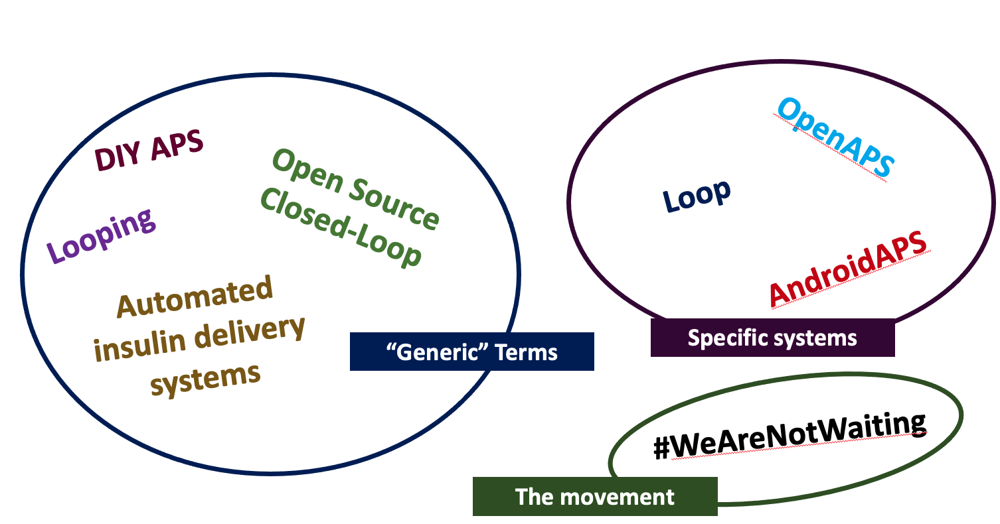 DIY APS
Open Source
Closed-Loop
Looping
Automated
insulin delivery
systems
“Generic” Terms
OpenAPS
Loop
AndroidAPS
Specific systems
#WeAreNotWaiting
The movement